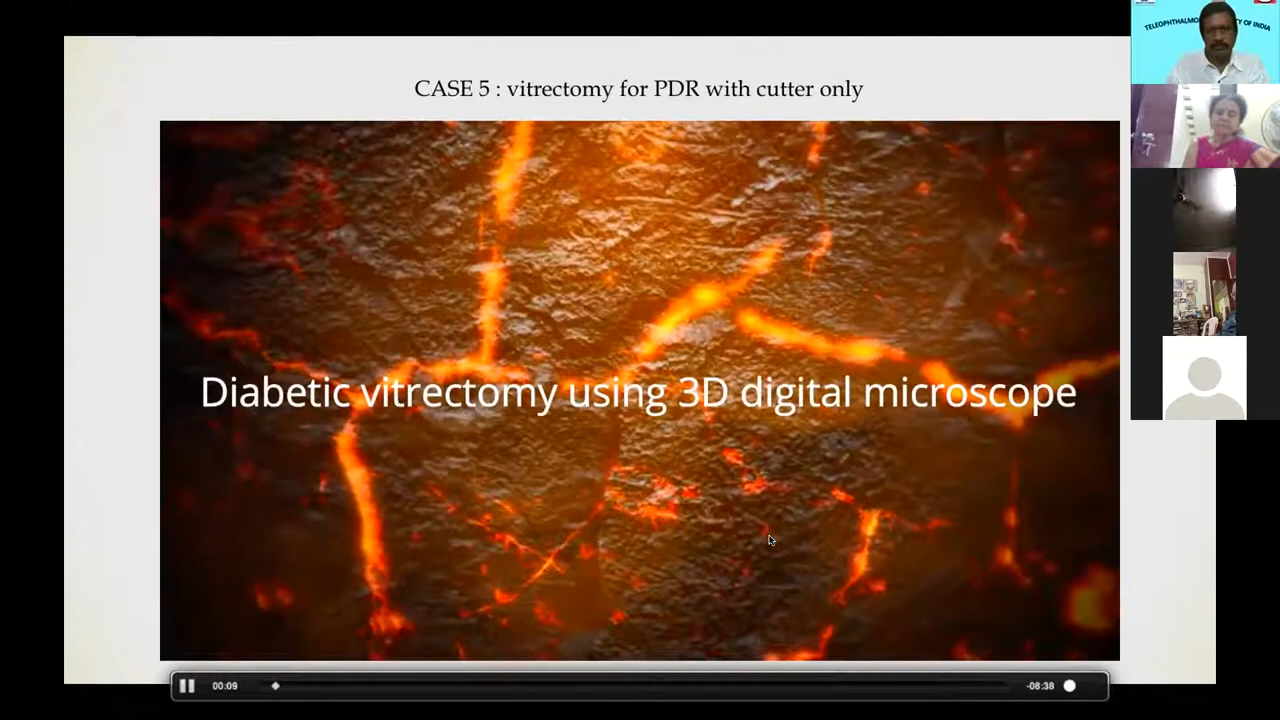 CASE 5 : vitrectomy for PDR with cutter only
Diabetic vitrectomy using 3D digital microscope
00:09
-08:38